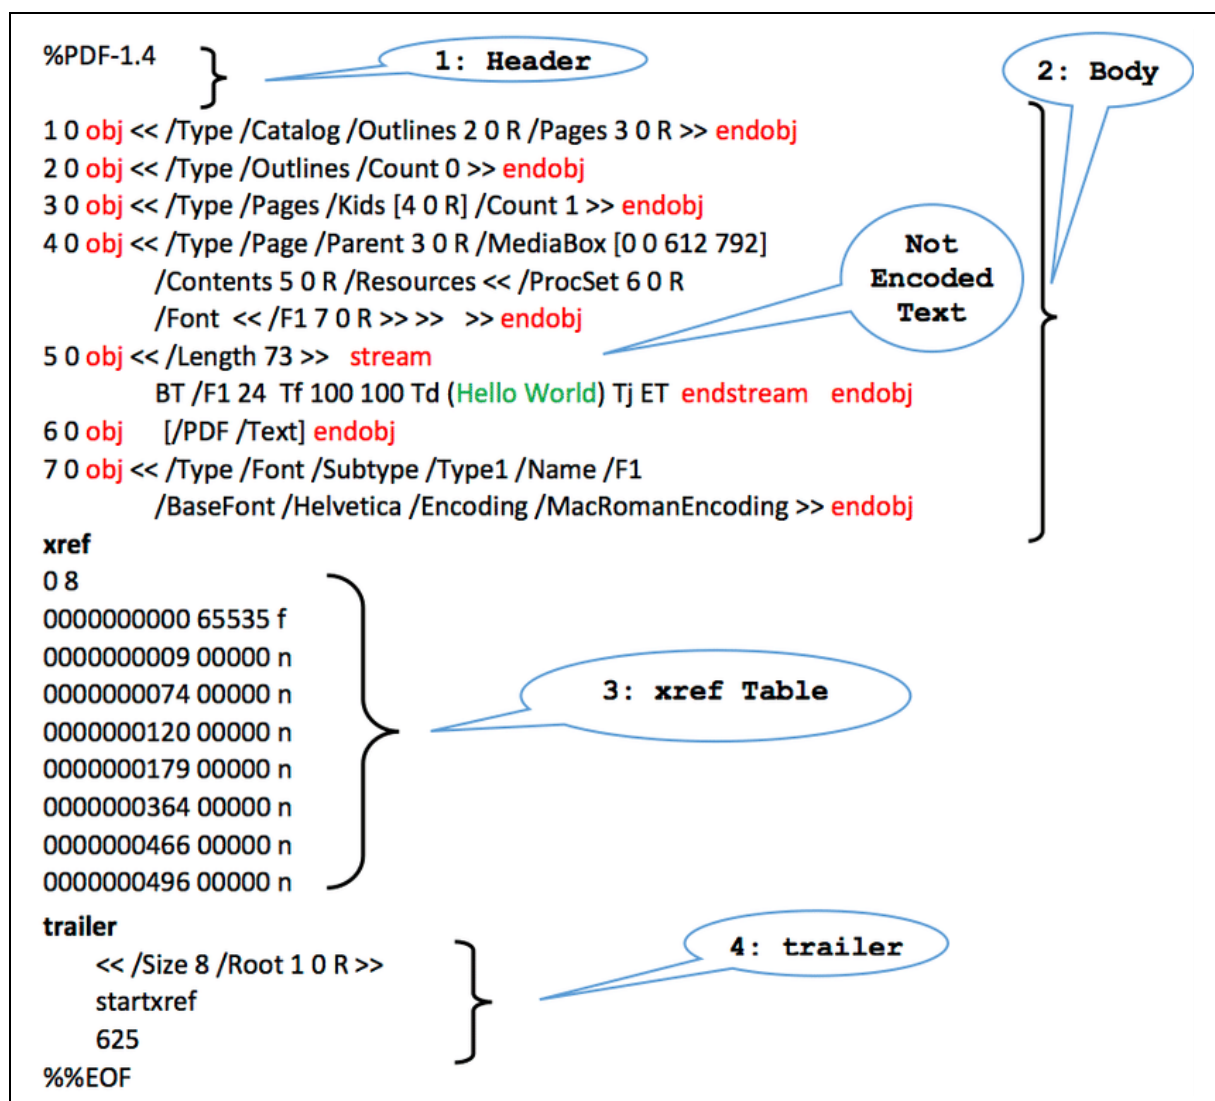 %PDF-1.4
1: Header
2: Body
1 0 obj << /Type /Catalog /Outlines 2 0 R /Pages 3 0 R >> endobj
2 0 obj << /Type /Outlines /Count 0 >> endobj
3 0 obj << /Type /Pages /Kids [4 0 R] /Count 1 >> endobj
4 0 obj << /Type /Page /Parent 3 0 R /MediaBox [0 0 612 792]
/Contents 5 0 R /Resources << /ProcSet 6 0 R
/Font << /F1 7 0 R >> >> >> endobj
Not
Encoded
Text
5 0 obj << /Length 73 >> stream
BT /F1 24 Tf 100 100 Td (Hello World) Tj ET endstream endobj
6 0 obj [/PDF /Text] endobj
7 0 obj << /Type /Font /Subtype /Type1 /Name /F1
/BaseFont /Helvetica /Encoding /MacRomanEncoding >> endobj
xref
0 8
0000000000 65535 f
0000000009 00000 n
0000000074 00000 n
0000000120 00000 n
0000000179 00000 n
0000000364 00000 n
0000000466 00000 n
0000000496 00000 n
3: xref Table
trailer
<< /Size 8 /Root 1 0 R >>
startxref
625
%%EOF
4: trailer